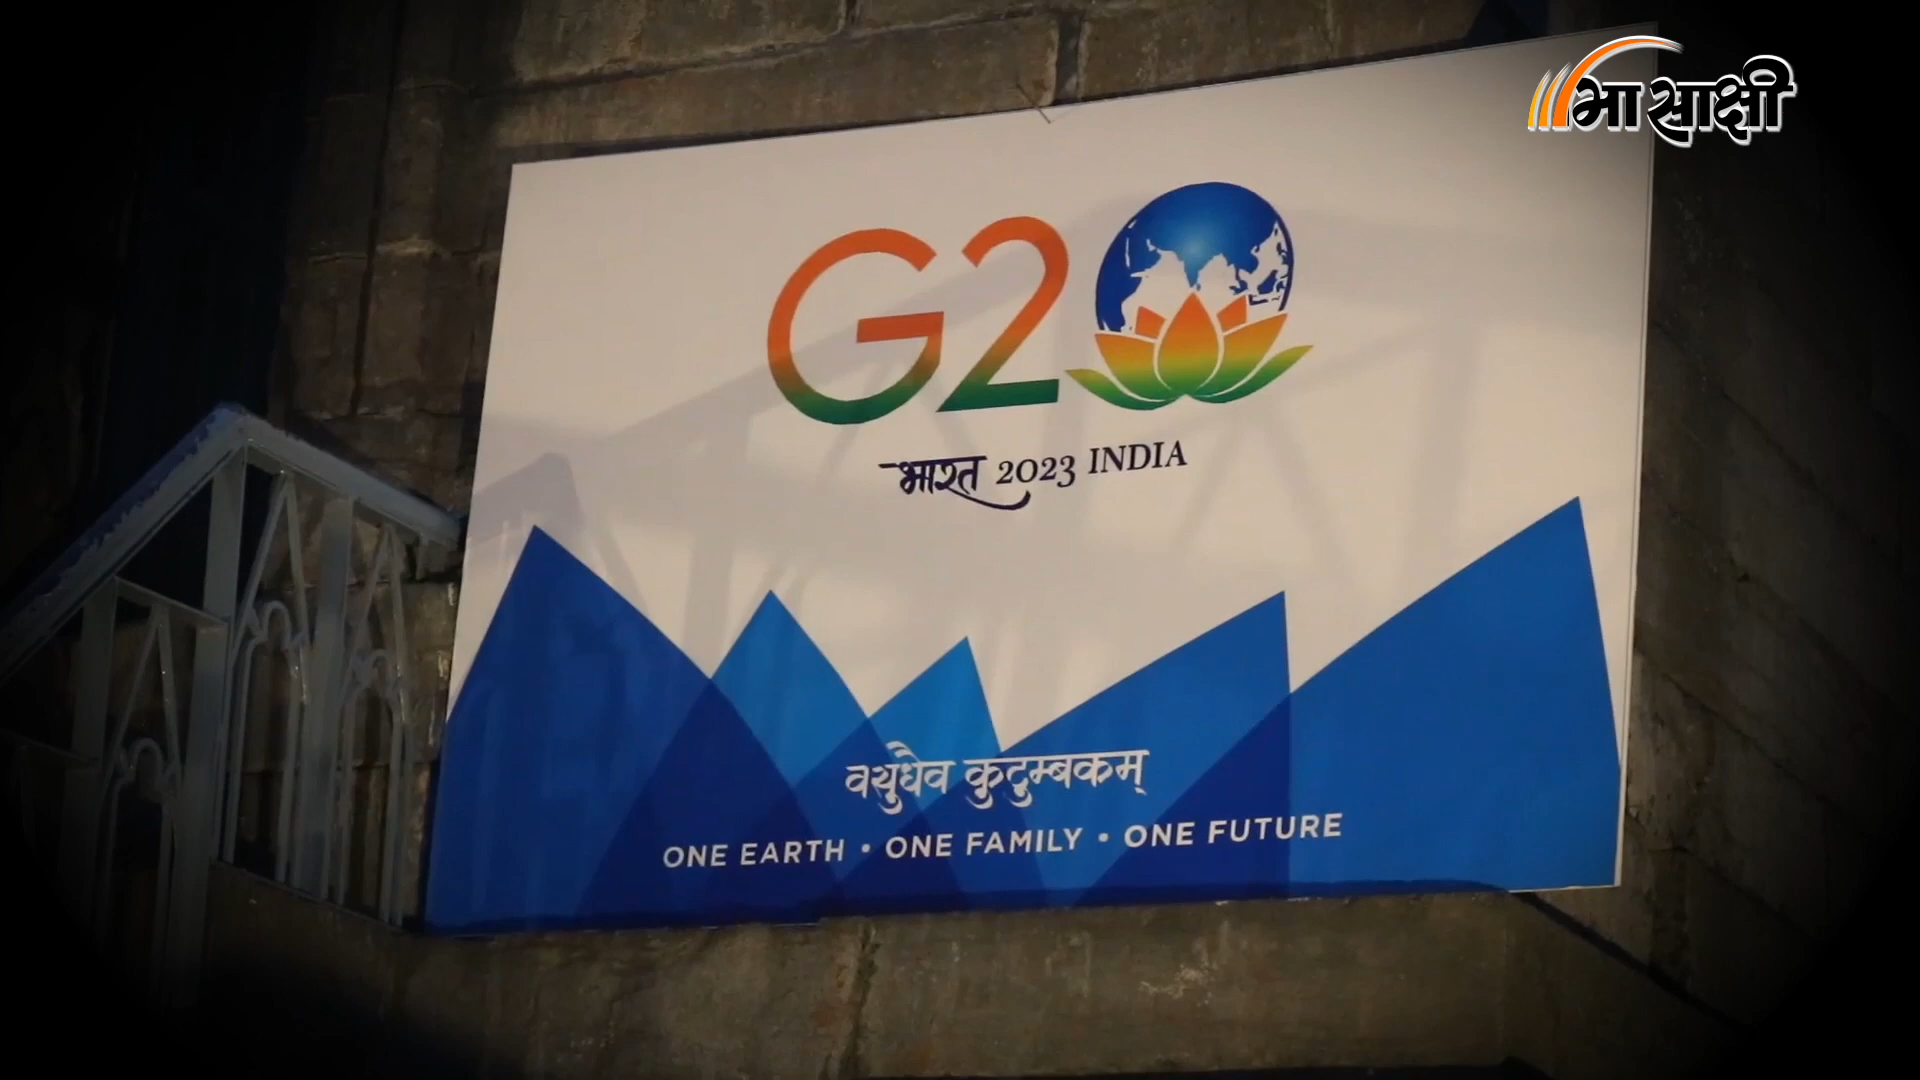 भा साक्षी
G20
भारत 2023 INDIA
वसुधैव कुटुम्बकम्
ONE EARTH • ONE FAMILY • ONE FUTURE